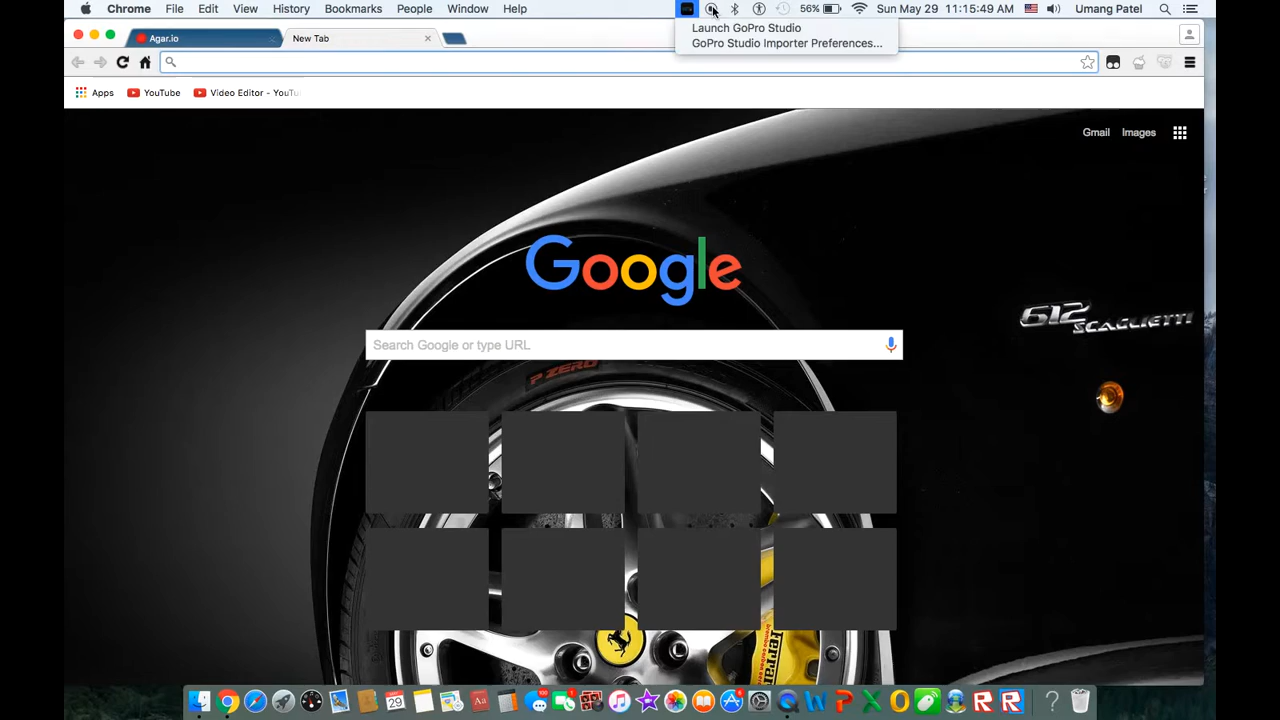 Chrome File Edit View History Bookmarks People Window Help 56% Sun May 29 11:15:49 AM Umang Patel
Launch GoPro Studio
GoPro Studio Importer Preferences...
Agar.io New Tab
Apps YouTube Video Editor - YouTu
Gmail Images
Google
612
SCAGLIETTI
Search Google or type URL
P ZERO
Ferrari